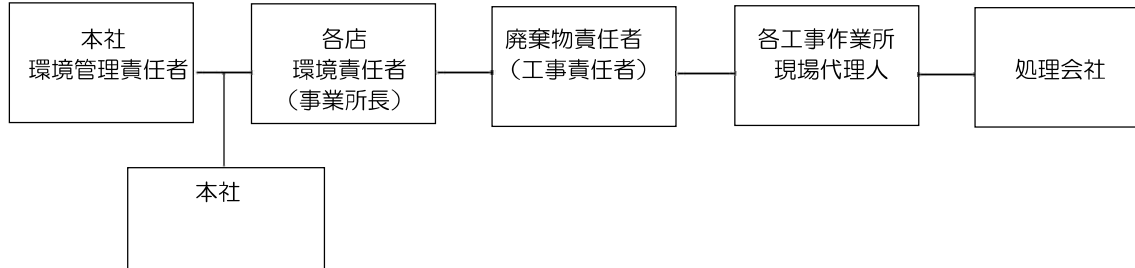 本社
環境管理責任者
各店
環境責任者
（事業所長）
廃棄物責任者
（工事責任者）
各工事作業所
現場代理人
処理会社
本社